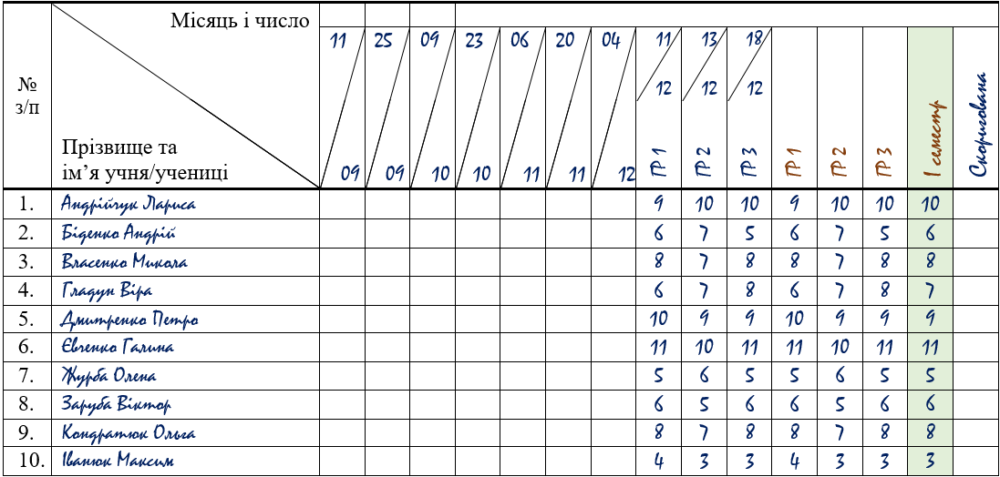 Місяць і число
№ з/п
Прізвище та
ім’я учня/учениці
11 25 09 23 06 20 04 11 13 18
12 12 12
09 09 10 10 11 11 12 ГР 1 ГР 2 ГР 3 ГР 1 ГР 2 ГР 3 І семестр Скоригована
1. Андрійчук Лариса 9 10 10 9 10 10 10
2. Біденко Андрій 6 7 5 6 7 5 6
3. Власенко Микола 8 7 8 8 7 8 8
4. Гладун Віра 6 7 8 6 7 8 7
5. Дмитренко Петро 10 9 9 10 9 9 9
6. Євченко Галина 11 10 11 11 10 11 11
7. Журба Олена 5 6 5 5 6 5 5
8. Заруба Віктор 6 5 6 6 5 6 6
9. Кондратюк Ольга 8 7 8 8 7 8 8
10. Іванюк Максим 4 3 3 4 3 3 3